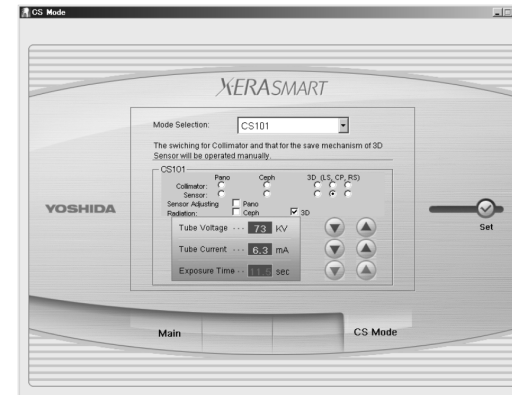 CS Mode
XERASMART
Mode Selection: CS101
The swiching for Collimator and that for the save mechanism of 3D
Sensor will be operated manually.
CS101
Pano Ceph 3D (LS, CP, RS)
Collimator:
Sensor:
Sensor Adjusting Pano
Radiation: Ceph 3D
YOSHIDA
Set
Tube Voltage ··· 73 kV
Tube Current ··· 6.3 mA
Exposure Time ·· sec
Main CS Mode